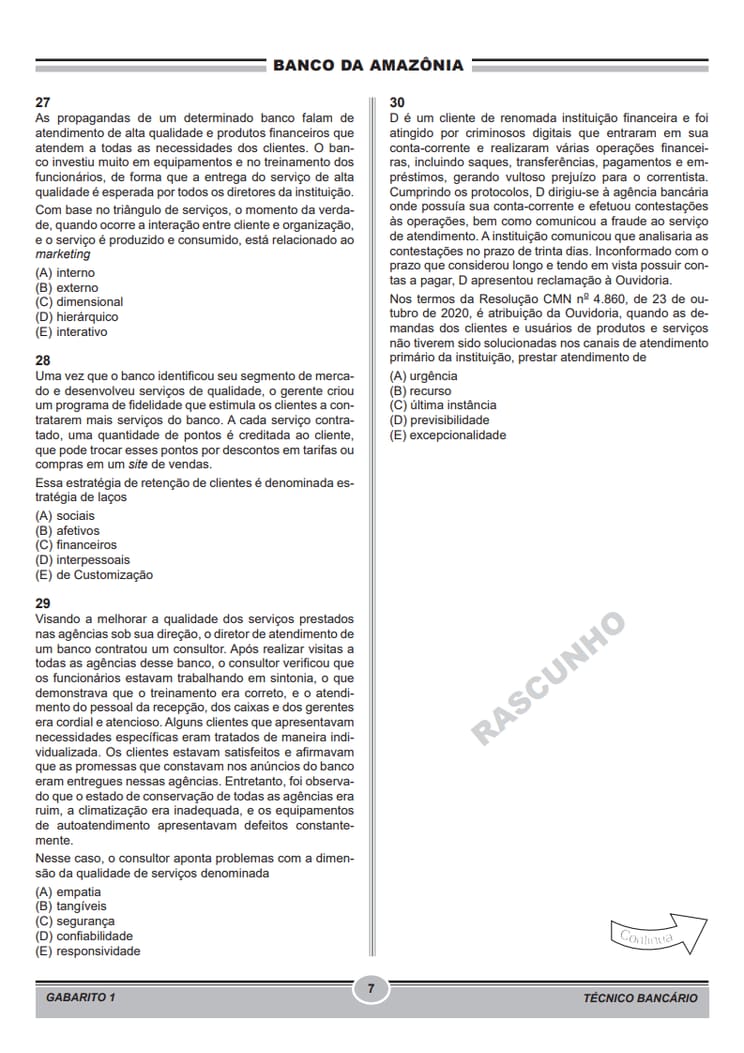 BANCO DA AMAZÔNIA
27
As propagandas de um determinado banco falam de
atendimento de alta qualidade e produtos financeiros que
atendem a todas as necessidades dos clientes. O ban-
co investiu muito em equipamentos e no treinamento dos
funcionários, de forma que a entrega do serviço de alta
qualidade é esperada por todos os diretores da instituição.
Com base no triângulo de serviços, o momento da verda-
de, quando ocorre a interação entre cliente e organização,
e o serviço é produzido e consumido, está relacionado ao
marketing
(A) interno
(B) externo
(C) dimensional
(D) hierárquico
(E) interativo
28
Uma vez que o banco identificou seu segmento de merca-
do e desenvolveu serviços de qualidade, o gerente criou
um programa de fidelidade que estimula os clientes a con-
tratarem mais serviços do banco. A cada serviço contra-
tado, uma quantidade de pontos é creditada ao cliente,
que pode trocar esses pontos por descontos em tarifas ou
compras em um site de vendas.
Essa estratégia de retenção de clientes é denominada es-
tratégia de laços
(A) sociais
(B) afetivos
(C) financeiros
(D) interpessoais
(E) de Customização
29
Visando a melhorar a qualidade dos serviços prestados
nas agências sob sua direção, o diretor de atendimento de
um banco contratou um consultor. Após realizar visitas a
todas as agências desse banco, o consultor verificou que
os funcionários estavam trabalhando em sintonia, o que
demonstrava que o treinamento era correto, e o atendi-
mento do pessoal da recepção, dos caixas e dos gerentes
era cordial e atencioso. Alguns clientes que apresentavam
necessidades específicas eram tratados de maneira indi-
vidualizada. Os clientes estavam satisfeitos e afirmavam
que as promessas que constavam nos anúncios do banco
eram entregues nessas agências. Entretanto, foi observa-
do que o estado de conservação de todas as agências era
ruim, a climatização era inadequada, e os equipamentos
de autoatendimento apresentavam defeitos constante-
mente.
Nesse caso, o consultor aponta problemas com a dimen-
são da qualidade de serviços denominada
(A) empatia
(B) tangíveis
(C) segurança
(D) confiabilidade
(E) responsividade
30
D é um cliente de renomada instituição financeira e foi
atingido por criminosos digitais que entraram em sua
conta-corrente e realizaram várias operações financei-
ras, incluindo saques, transferências, pagamentos e em-
préstimos, gerando vultoso prejuízo para o correntista.
Cumprindo os protocolos, D dirigiu-se à agência bancária
onde possuía sua conta-corrente e efetuou contestações
às operações, bem como comunicou a fraude ao serviço
de atendimento. A instituição comunicou que analisaria as
contestações no prazo de trinta dias. Inconformado com o
prazo que considerou longo e tendo em vista possuir con-
tas a pagar, D apresentou reclamação à Ouvidoria.
Nos termos da Resolução CMN nº 4.860, de 23 de ou-
tubro de 2020, é atribuição da Ouvidoria, quando as de-
mandas dos clientes e usuários de produtos e serviços
não tiverem sido solucionadas nos canais de atendimento
primário da instituição, prestar atendimento de
(A) urgência
(B) recurso
(C) última instância
(D) previsibilidade
(E) excepcionalidade
RASCUNHO
Continua
GABARITO 1
7
TÉCNICO BANCÁRIO